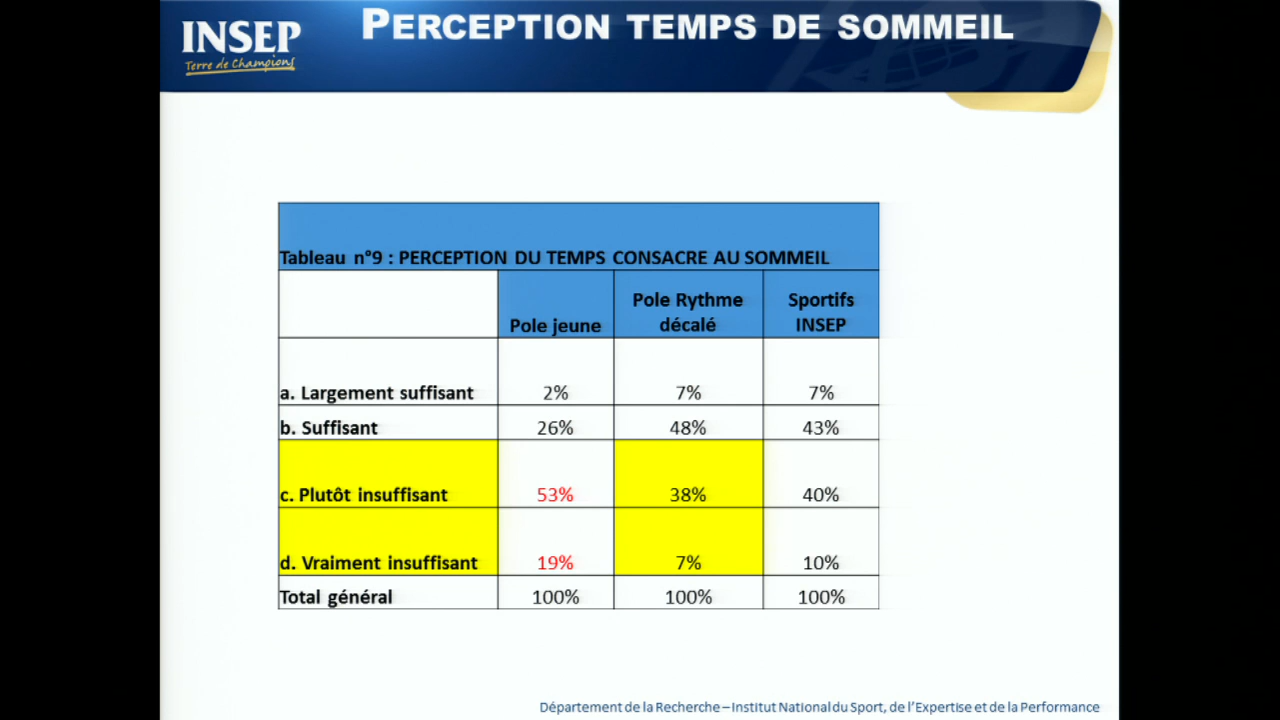 INSEP
Terre de Champions
PERCEPTION TEMPS DE SOMMEIL
Tableau n°9 : PERCEPTION DU TEMPS CONSACRE AU SOMMEIL
Pole jeune
Pole Rythme
décalé
Sportifs
INSEP
a. Largement suffisant 2% 7% 7%
b. Suffisant 26% 48% 43%
c. Plutôt insuffisant 53% 38% 40%
d. Vraiment insuffisant 19% 7% 10%
Total général 100% 100% 100%
Département de la Recherche – Institut National du Sport, de l'Expertise et de la Performance